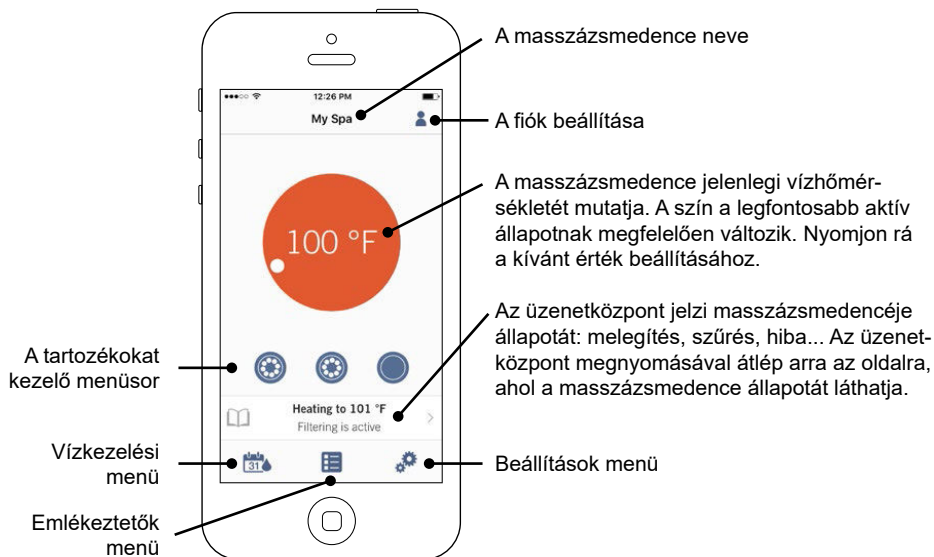 A masszázsmedence neve
12:26 PM
My Spa
A fiók beállítása
A masszázsmedence jelenlegi vízhőmér-
sékletét mutatja. A szín a legfontosabb aktív
állapotnak megfelelően változik. Nyomjon rá
a kívánt érték beállításához.
100 °F
Az üzenetközpont jelzi masszázsmedencéje
állapotát: melegítés, szűrés, hiba... Az üzenet-
központ megnyomásával átlép arra az oldalra,
ahol a masszázsmedence állapotát láthatja.
A tartozékokat
kezelő menüsor
Heating to 101 °F
Filtering is active
Vízkezelési
menü
31
Beállítások menü
Emlékeztetők
menü